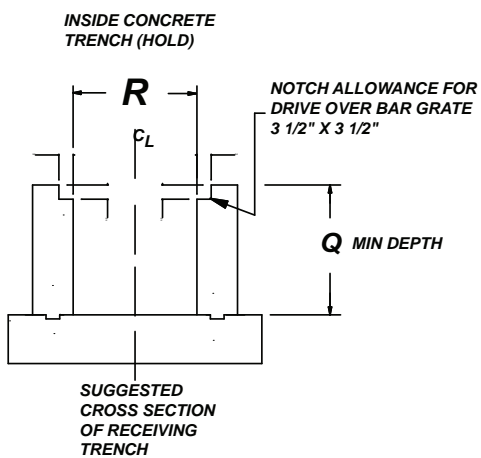 INSIDE CONCRETE
TRENCH (HOLD)
R
CL
NOTCH ALLOWANCE FOR
DRIVE OVER BAR GRATE
3 1/2" X 3 1/2"
Q MIN DEPTH
SUGGESTED
CROSS SECTION
OF RECEIVING
TRENCH